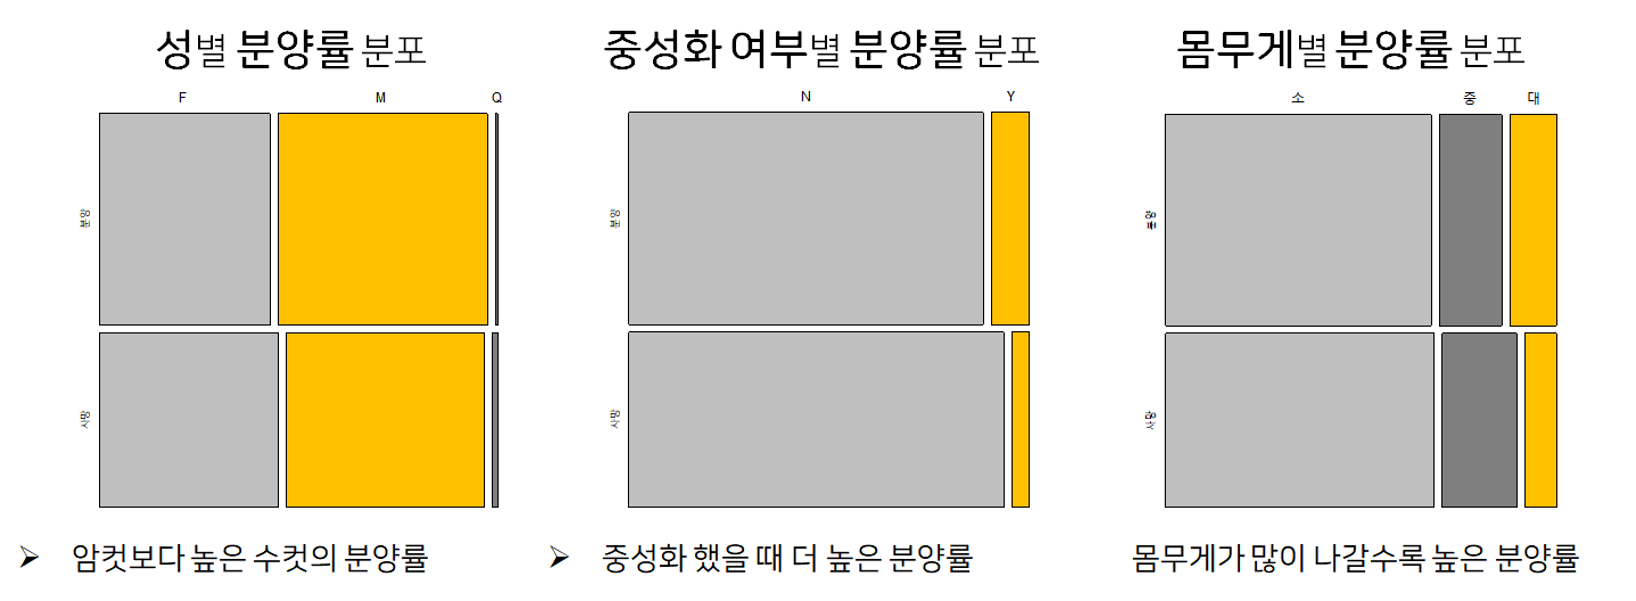 성별 분양률 분포
F M Q
분양
사망
➢ 암컷보다 높은 수컷의 분양률
중성화 여부별 분양률 분포
N Y
분양
사망
➢ 중성화 했을 때 더 높은 분양률
몸무게별 분양률 분포
소 중 대
분양
사망
몸무게가 많이 나갈수록 높은 분양률